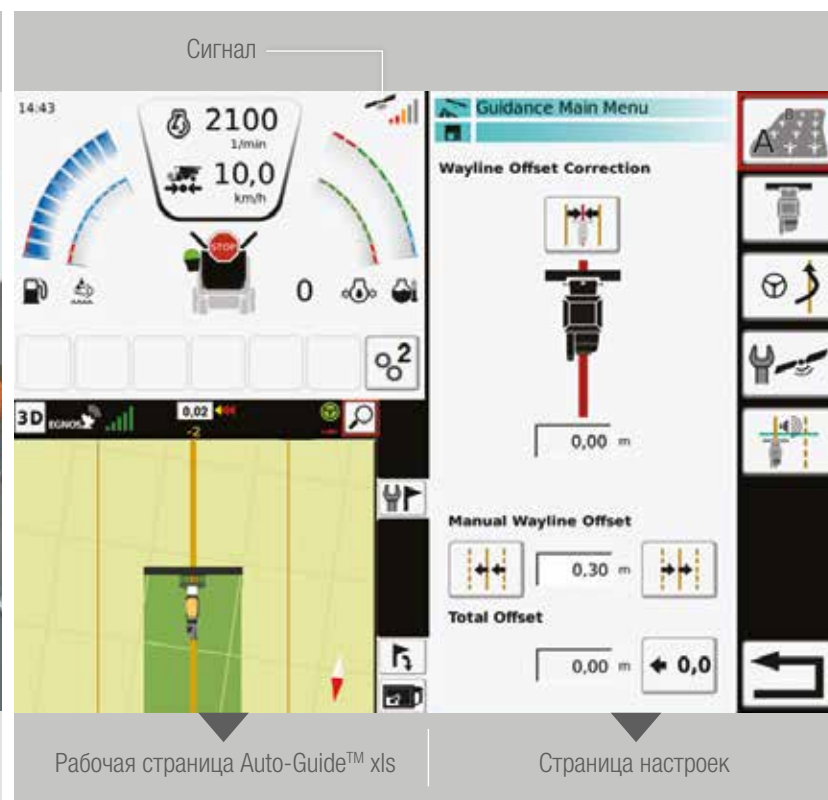 Сигнал
14:43
2100
1/min
10,0
km/h
STOP
0
2
3D
EGNOS
0,02
-2
Guidance Main Menu
Wayline Offset Correction
0,00 m
Manual Wayline Offset
0,30 m
Total Offset
0,00 m
0,0
A
B
Рабочая страница Auto-Guide™ xls
Страница настроек